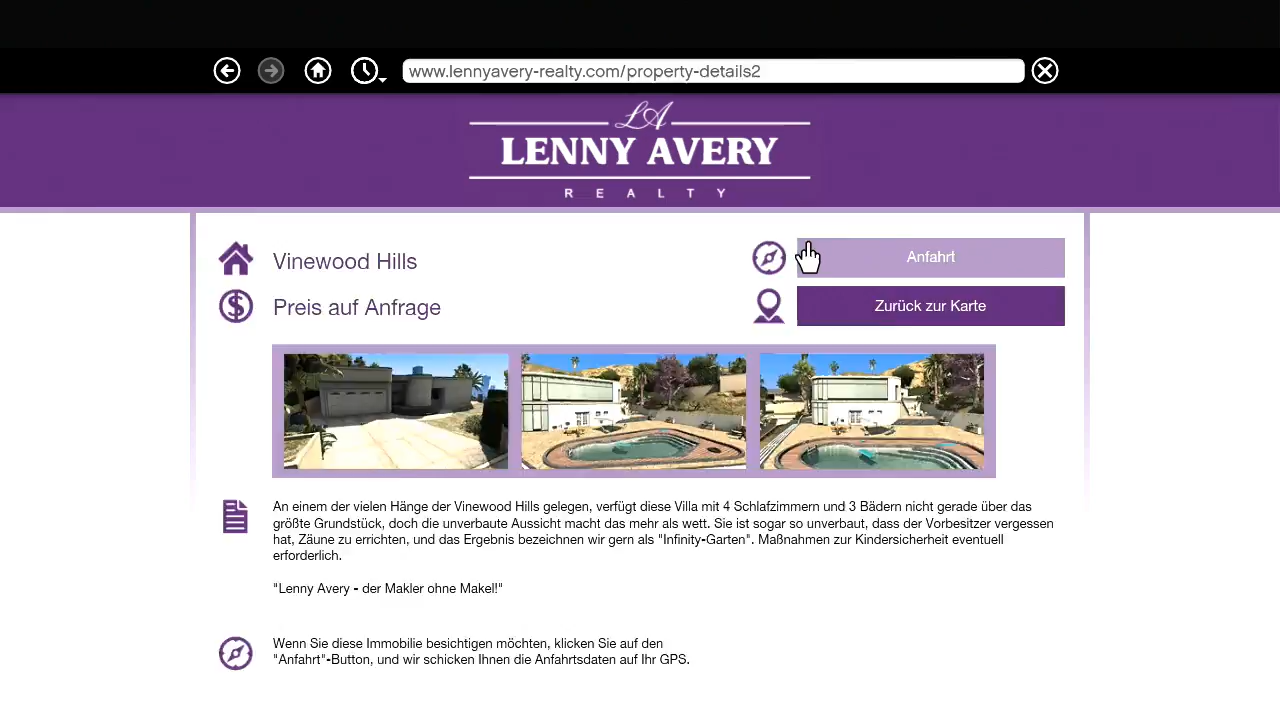 www.lennyavery-realty.com/property-details2
LA
LENNY AVERY
REALTY
Vinewood Hills
Anfahrt
Preis auf Anfrage
Zurück zur Karte
An einem der vielen Hänge der Vinewood Hills gelegen, verfügt diese Villa mit 4 Schlafzimmern und 3 Bädern nicht gerade über das
größte Grundstück, doch die unverbaute Aussicht macht das mehr als wett. Sie ist sogar so unverbaut, dass der Vorbesitzer vergessen
hat, Zäune zu errichten, und das Ergebnis bezeichnen wir gern als "Infinity-Garten". Maßnahmen zur Kindersicherheit eventuell
erforderlich.
"Lenny Avery - der Makler ohne Makel!"
Wenn Sie diese Immobilie besichtigen möchten, klicken Sie auf den
"Anfahrt"-Button, und wir schicken Ihnen die Anfahrtsdaten auf Ihr GPS.